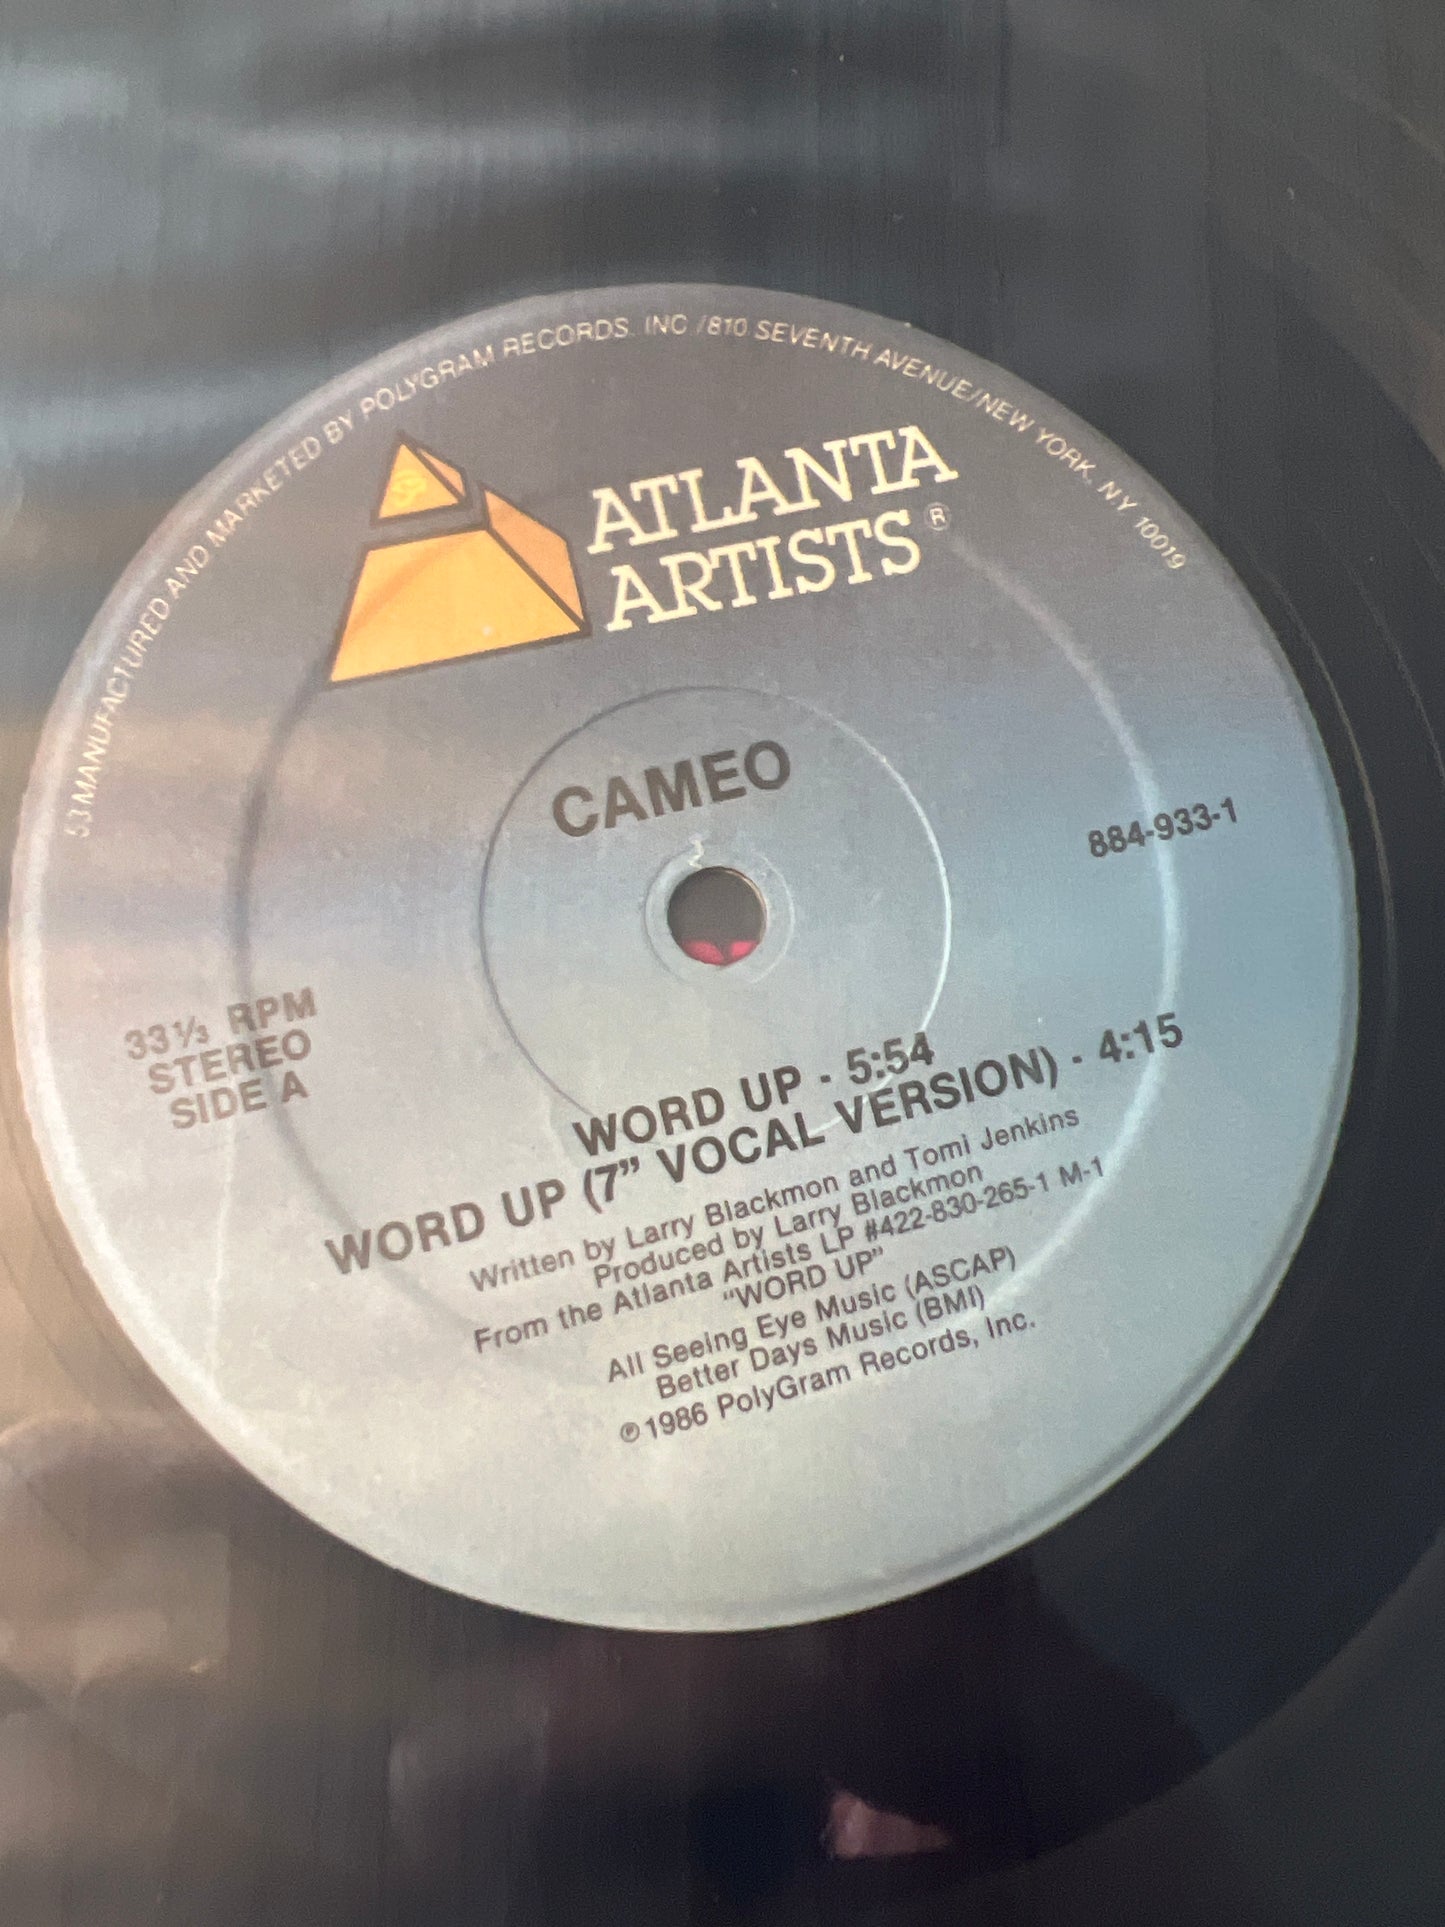 53 MANUFACTURED AND MARKETED BY POLYGRAM RECORDS. INC /810 SEVENTH AVENUE/NEW YORK, NY 10019
ATLANTA
ARTISTS®
CAMEO
884-933-1
33⅓ RPM
STEREO
SIDE A
WORD UP - 5:54
WORD UP (7” VOCAL VERSION) - 4:15
Written by Larry Blackmon and Tomi Jenkins
Produced by Larry Blackmon
From the Atlanta Artists LP #422-830-265-1 M-1
“WORD UP”
All Seeing Eye Music (ASCAP)
Better Days Music (BMI)
℗1986 PolyGram Records, Inc.